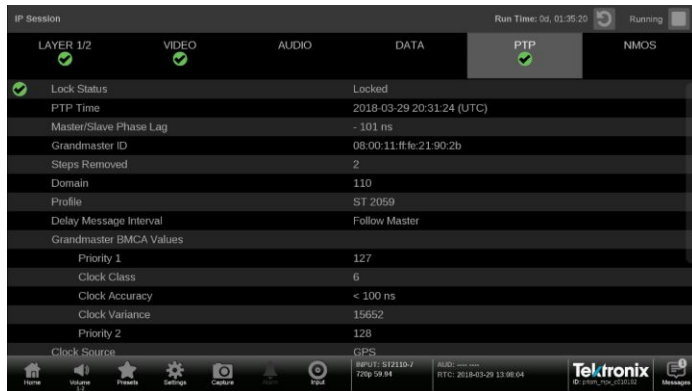 IP Session Run Time: 0d, 01:35:20 Running
LAYER 1/2 VIDEO AUDIO DATA PTP NMOS
Lock Status Locked
PTP Time 2018-03-29 20:31:24 (UTC)
Master/Slave Phase Lag - 101 ns
Grandmaster ID 08:00:11:ff:fe:21:90:2b
Steps Removed 2
Domain 110
Profile ST 2059
Delay Message Interval Follow Master
Grandmaster BMCA Values
Priority 1 127
Clock Class 6
Clock Accuracy < 100 ns
Clock Variance 15652
Priority 2 128
Clock Source GPS
INPUT: ST2110-7 AUD: ---- ----
720p 59.94 RTC: 2018-03-29 13:08:04
Tektronix
Home Volume Presets Settings Capture Alarm Input Messages
1-2